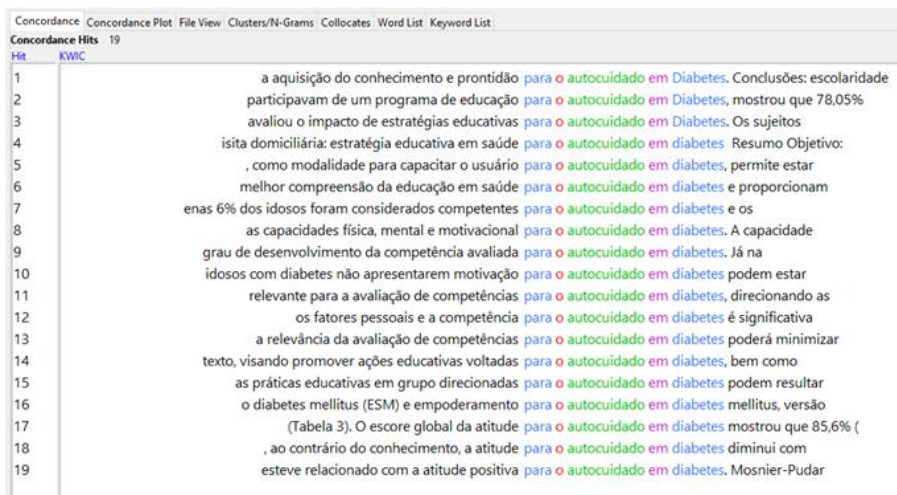 Concordance Concordance Plot File View Clusters/N-Grams Collocates Word List Keyword List
Concordance Hits 19
Hit KWIC
1 a aquisição do conhecimento e prontidão para o autocuidado em Diabetes. Conclusões: escolaridade
2 participavam de um programa de educação para o autocuidado em Diabetes, mostrou que 78,05%
3 avaliou o impacto de estratégias educativas para o autocuidado em Diabetes. Os sujeitos
4 isita domiciliária: estratégia educativa em saúde para o autocuidado em diabetes Resumo Objetivo:
5 , como modalidade para capacitar o usuário para o autocuidado em diabetes, permite estar
6 melhor compreensão da educação em saúde para o autocuidado em diabetes e proporcionam
7 enas 6% dos idosos foram considerados competentes para o autocuidado em diabetes e os
8 as capacidades física, mental e motivacional para o autocuidado em diabetes. A capacidade
9 grau de desenvolvimento da competência avaliada para o autocuidado em diabetes. Já na
10 idosos com diabetes não apresentarem motivação para o autocuidado em diabetes podem estar
11 relevante para a avaliação de competências para o autocuidado em diabetes, direcionando as
12 os fatores pessoais e a competência para o autocuidado em diabetes é significativa
13 a relevância da avaliação de competências para o autocuidado em diabetes poderá minimizar
14 texto, visando promover ações educativas voltadas para o autocuidado em diabetes, bem como
15 as práticas educativas em grupo direcionadas para o autocuidado em diabetes podem resultar
16 o diabetes mellitus (ESM) e empoderamento para o autocuidado em diabetes mellitus, versão
17 (Tabela 3). O escore global da atitude para o autocuidado em diabetes mostrou que 85,6% (
18 , ao contrário do conhecimento, a atitude para o autocuidado em diabetes diminui com
19 esteve relacionado com a atitude positiva para o autocuidado em diabetes. Mosnier-Pudar